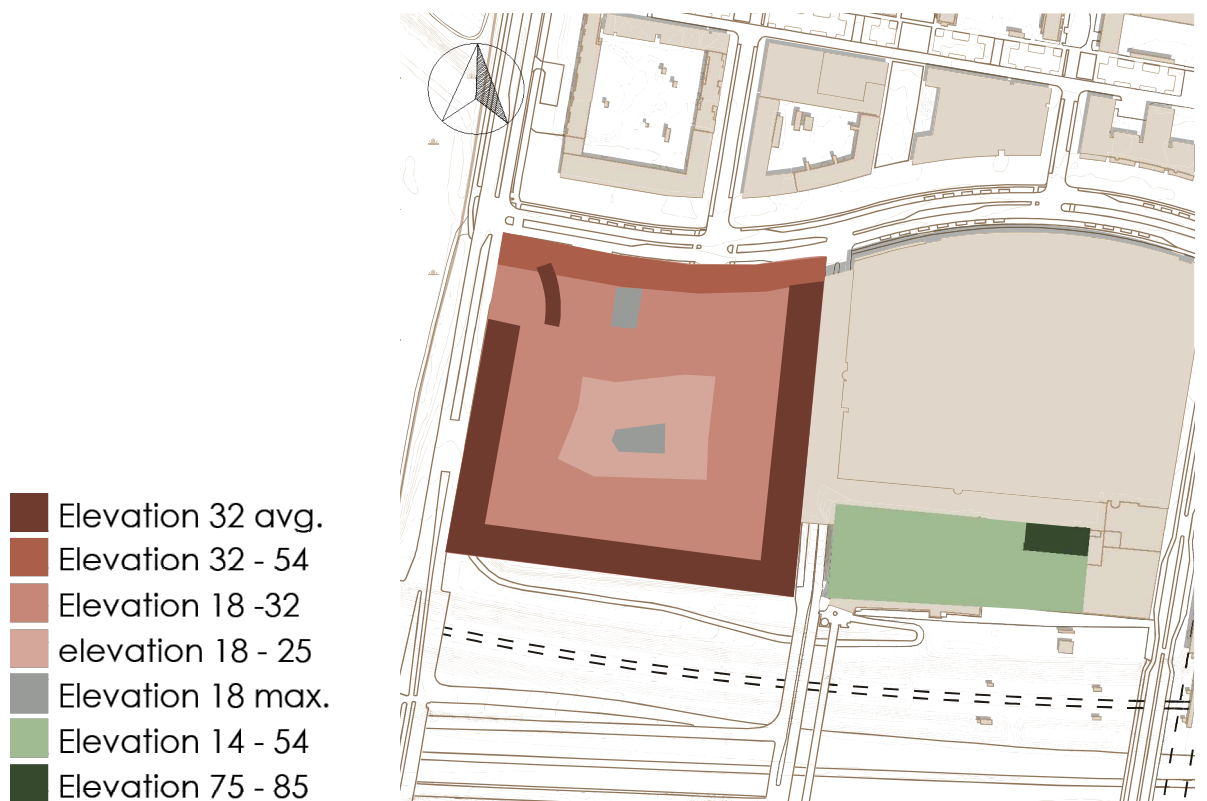 Elevation 32 avg.
Elevation 32 - 54
Elevation 18 -32
elevation 18 - 25
Elevation 18 max.
Elevation 14 - 54
Elevation 75 - 85